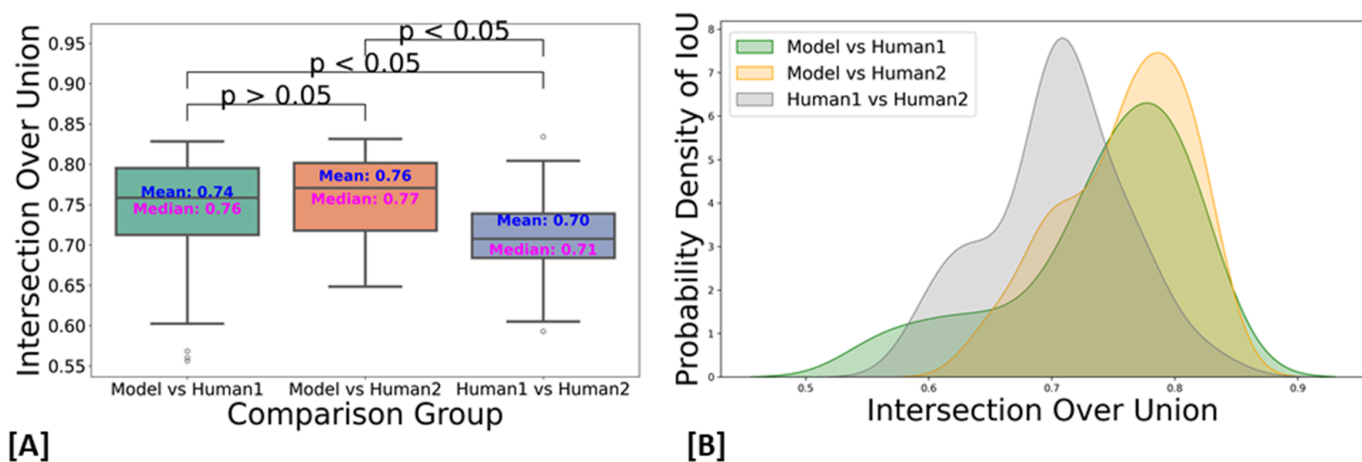 p < 0.05
p < 0.05
p > 0.05
Intersection Over Union
0.95
0.90
0.85
0.80
0.75
0.70
0.65
0.60
0.55
Mean: 0.74
Median: 0.76
Mean: 0.76
Median: 0.77
Mean: 0.70
Median: 0.71
Model vs Human1
Model vs Human2
Human1 vs Human2
Comparison Group
[A]
Probability Density of IoU
8
7
6
5
4
3
2
1
0
Model vs Human1
Model vs Human2
Human1 vs Human2
0.5
0.6
0.7
0.8
0.9
Intersection Over Union
[B]